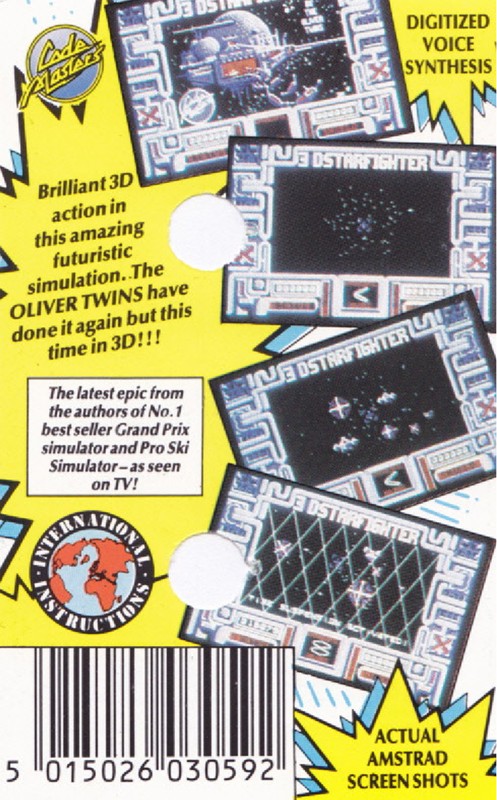 Code
Masters
DIGITIZED
VOICE
SYNTHESIS
Brilliant 3D
action in
this amazing
futuristic
simulation. The
OLIVER TWINS have
done it again but this
time in 3D!!!
3 DSTARFIGHTER
3 DSTARFIGHTER
3 DSTARFIGHTER
The latest epic from
the authors of No. 1
best seller Grand Prix
simulator and Pro Ski
Simulator – as seen
on TV!
INTERNATIONAL
INSTRUCTIONS
5 015026 030592
ACTUAL
AMSTRAD
SCREEN SHOTS